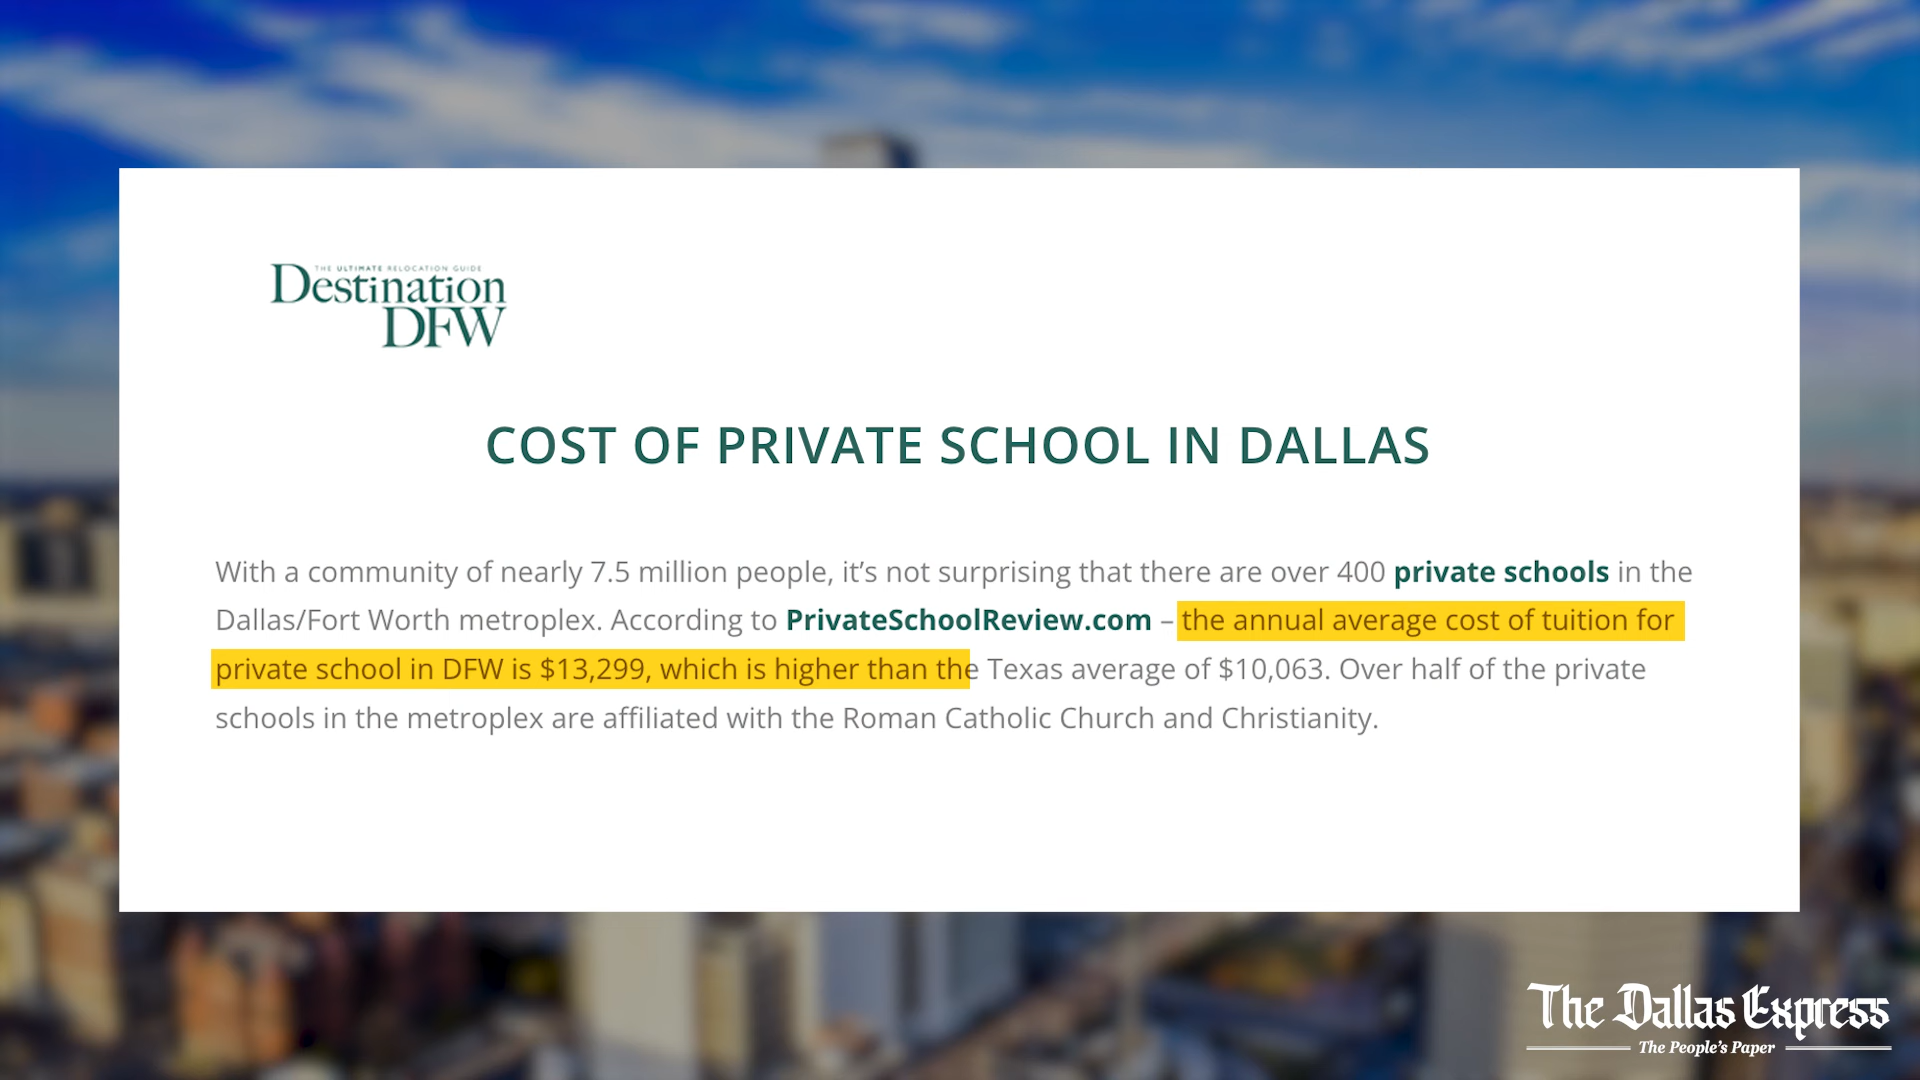 THE ULTIMATE RELOCATION GUIDE
Destination
DFW
COST OF PRIVATE SCHOOL IN DALLAS
With a community of nearly 7.5 million people, it’s not surprising that there are over 400 private schools in the
Dallas/Fort Worth metroplex. According to PrivateSchoolReview.com – the annual average cost of tuition for
private school in DFW is $13,299, which is higher than the Texas average of $10,063. Over half of the private
schools in the metroplex are affiliated with the Roman Catholic Church and Christianity.
The Dallas Express
The People’s Paper